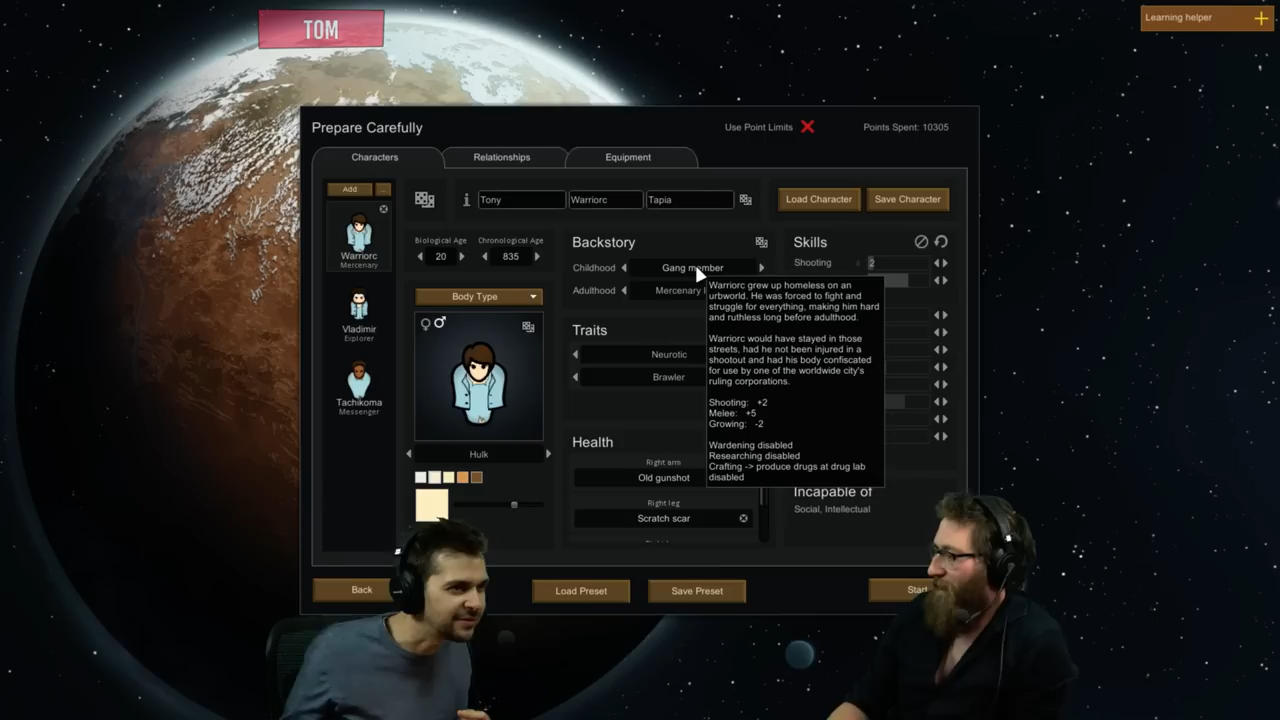 TOM
Learning helper
Prepare Carefully
Use Point Limits
Points Spent: 10305
Characters
Relationships
Equipment
Add
...
Tony
Warriorc
Tapia
Load Character
Save Character
Warriorc
Mercenary
Biological Age
Chronological Age
20
835
Backstory
Skills
Childhood
Gang member
Shooting
2
Adulthood
Mercenary
Body Type
Vladimir
Explorer
Traits
Neurotic
Brawler
Tachikoma
Messenger
Warriorc grew up homeless on an
urbworld. He was forced to fight and
struggle for everything, making him hard
and ruthless long before adulthood.
Warriorc would have stayed in those
streets, had he not been injured in a
shootout and had his body confiscated
for use by one of the worldwide city's
ruling corporations.
Shooting: +2
Melee: +5
Growing: -2
Wardening disabled
Researching disabled
Crafting -> produce drugs at drug lab
disabled
Hulk
Health
Right arm
Old gunshot
Right leg
Scratch scar
Incapable of
Social, Intellectual
Back
Load Preset
Save Preset
Start